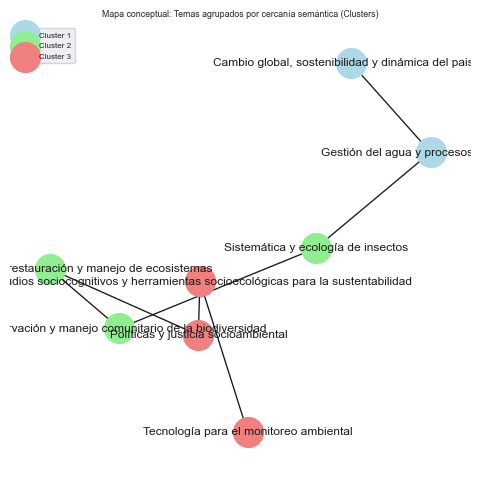 Mapa conceptual: Temas agrupados por cercanía semántica (Clusters)
Cluster 1
Cluster 2
Cluster 3
Cambio global, sostenibilidad y dinámica del pais
Gestión del agua y procesos
Sistemática y ecología de insectos
restauración y manejo de ecosistemas
udios sociocognitivos y herramientas socioecológicas para la sustentabilidad
rvación y manejo comunitario de la biodiversidad
Políticas y justicia socioambiental
Tecnología para el monitoreo ambiental